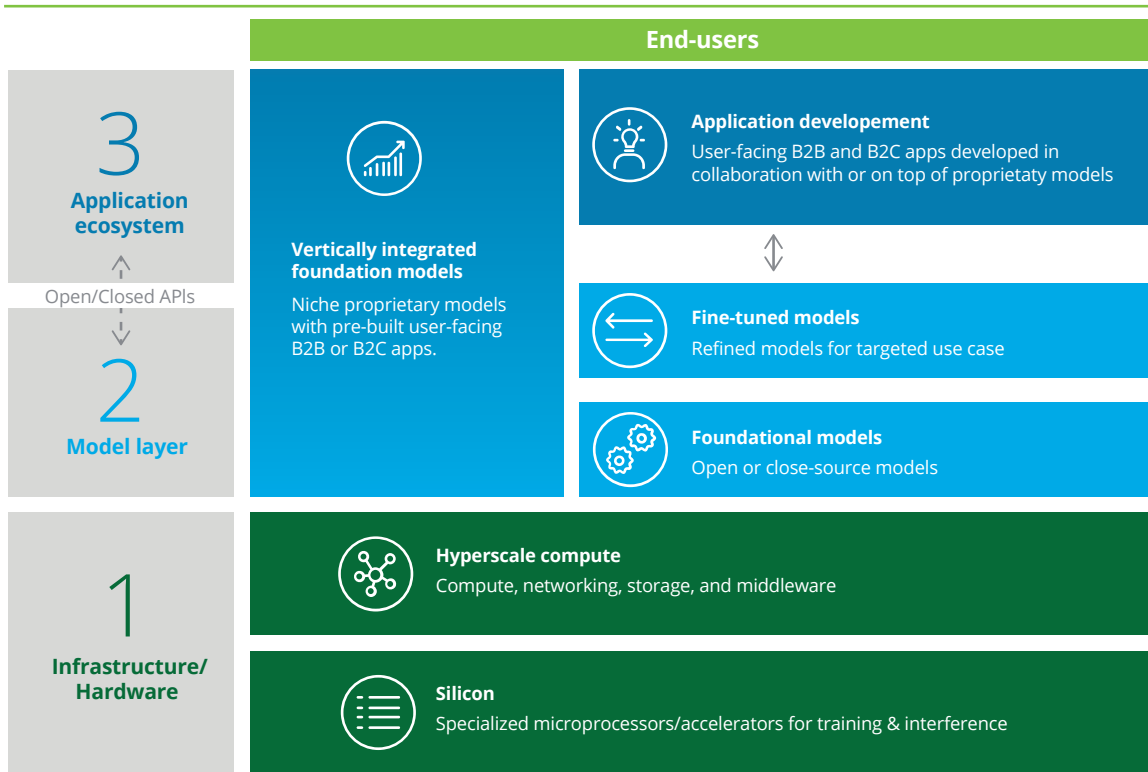 End-users
3
Application
ecosystem
Open/Closed APIs
2
Model layer
Vertically integrated
foundation models
Niche proprietary models
with pre-built user-facing
B2B or B2C apps.
Application developement
User-facing B2B and B2C apps developed in
collaboration with or on top of proprietaty models
Fine-tuned models
Refined models for targeted use case
Foundational models
Open or close-source models
1
Infrastructure/
Hardware
Hyperscale compute
Compute, networking, storage, and middleware
Silicon
Specialized microprocessors/accelerators for training & interference